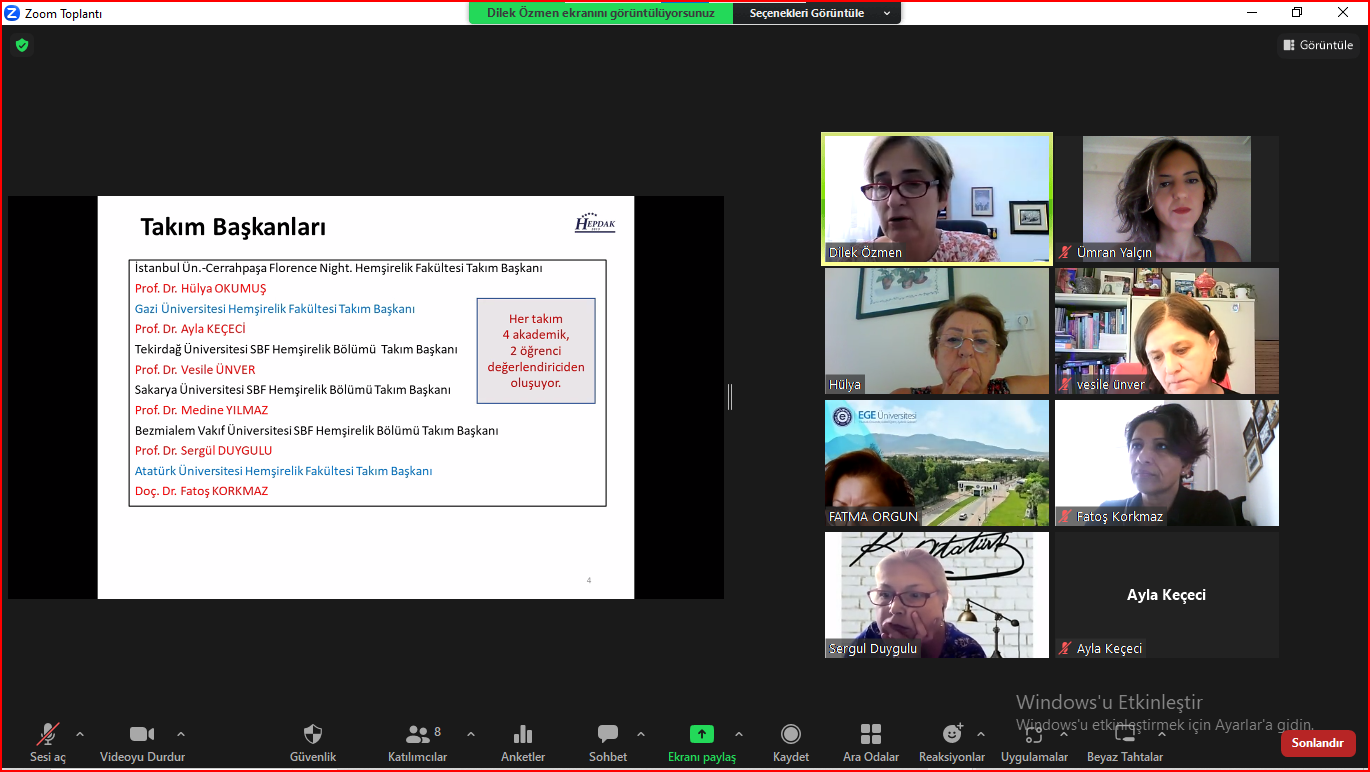 Zoom Toplantı
Dilek Özmen ekranını görüntülüyorsunuz
Seçenekleri Görüntüle
Görüntüle
Takım Başkanları
HEPDAK
İstanbul Ün.-Cerrahpaşa Florence Night. Hemşirelik Fakültesi Takım Başkanı
Prof. Dr. Hülya OKUMUŞ
Gazi Üniversitesi Hemşirelik Fakültesi Takım Başkanı
Prof. Dr. Ayla KEÇECİ
Tekirdağ Üniversitesi SBF Hemşirelik Bölümü Takım Başkanı
Prof. Dr. Vesile ÜNVER
Sakarya Üniversitesi SBF Hemşirelik Bölümü Takım Başkanı
Prof. Dr. Medine YILMAZ
Bezmialem Vakıf Üniversitesi SBF Hemşirelik Bölümü Takım Başkanı
Prof. Dr. Sergül DUYGULU
Atatürk Üniversitesi Hemşirelik Fakültesi Takım Başkanı
Doç. Dr. Fatoş KORKMAZ
Her takım
4 akademik,
2 öğrenci
değerlendiriciden
oluşuyor.
4
Dilek Özmen
Ümran Yalçın
Hülya
vesile ünver
EGE Üniversitesi
FATMA ORGUN
Fatoş Korkmaz
K. Atatürk
Sergul Duygulu
Ayla Keçeci
Ayla Keçeci
Windows'u Etkinleştir
Windows'u etkinleştirmek için Ayarlar'a gidin.
Sesi aç
Videoyu Durdur
Güvenlik
8
Katılımcılar
Anketler
Sohbet
Ekranı paylaş
Kaydet
Ara Odalar
Reaksiyonlar
Uygulamalar
Beyaz Tahtalar
Sonlandır